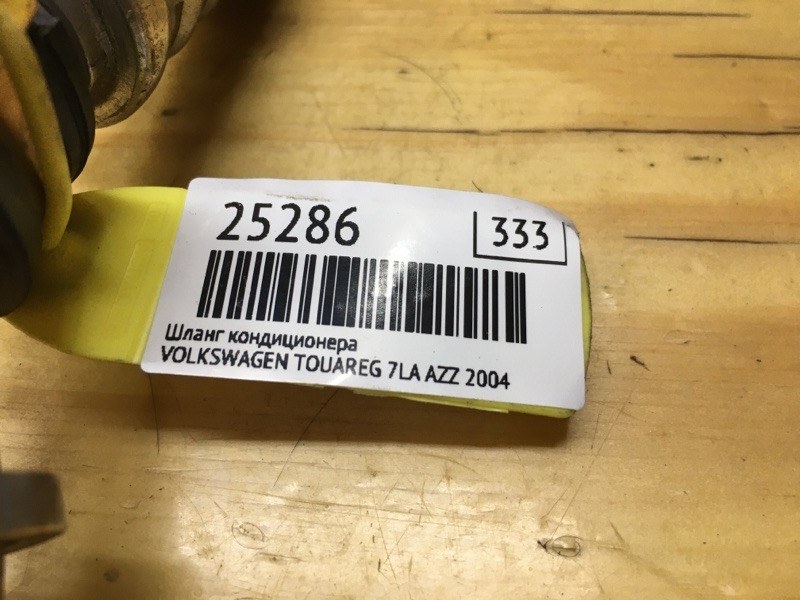 25286 333
Шланг кондиционера
VOLKSWAGEN TOUAREG 7LA AZZ 2004